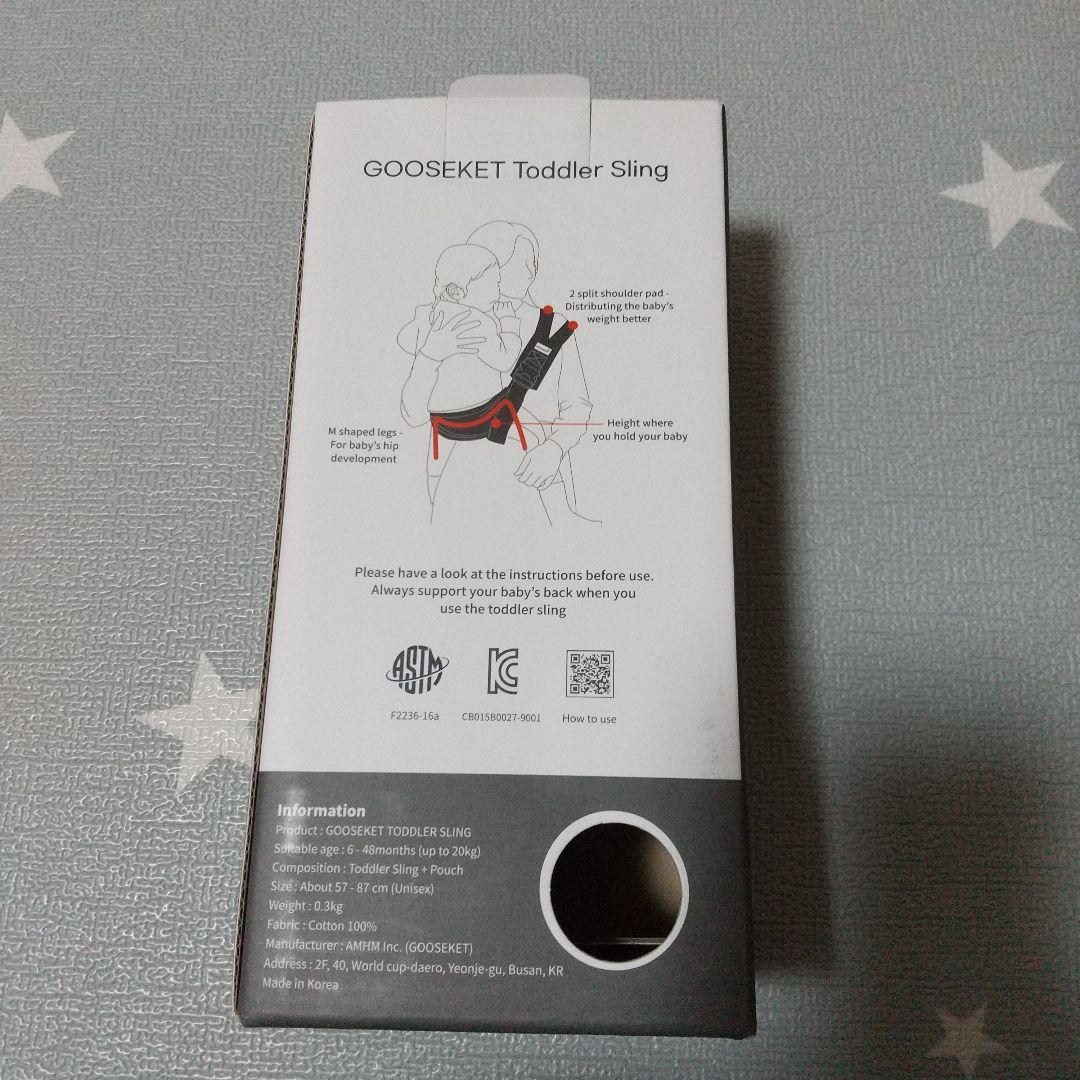 GOOSEKET Toddler Sling
2 split shoulder pad -
Distributing the baby's
weight better
M shaped legs -
For baby's hip
development
Height where
you hold your baby
Please have a look at the instructions before use.
Always support your baby's back when you
use the toddler sling
ASTM
F2236-16a
CB015B0027-9001
How to use
Information
Product : GOOSEKET TODDLER SLING
Suitable age : 6 - 48months (up to 20kg)
Composition : Toddler Sling + Pouch
Size : About 57 - 87 cm (Unisex)
Weight : 0.3kg
Fabric : Cotton 100%
Manufacturer : AMHM Inc. (GOOSEKET)
Address : 2F, 40, World cup-daero, Yeonje-gu, Busan, KR
Made in Korea